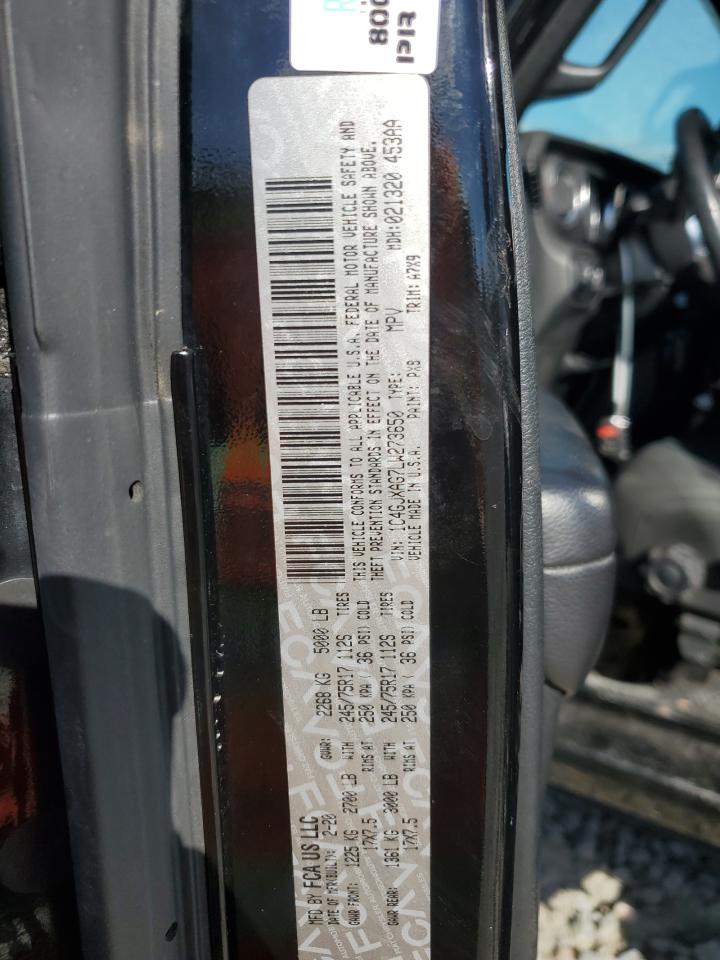 800
PIR
MFD BY FCA US LLC
DATE OF MFR(BUILT): 2-20 GVWR: 2268 KG 5000 LB
GAWR FRONT: 1225 KG 2700 LB WITH 245/75R17 112S TIRES
17X7.5 RIMS AT 250 KPA ( 36 PSI) COLD
GAWR REAR: 1361 KG 3000 LB WITH 245/75R17 112S TIRES
17X7.5 RIMS AT 250 KPA ( 36 PSI) COLD
THIS VEHICLE CONFORMS TO ALL APPLICABLE U.S.A. FEDERAL MOTOR VEHICLE SAFETY AND
THEFT PREVENTION STANDARDS IN EFFECT ON THE DATE OF MANUFACTURE SHOWN ABOVE.
VIN: 1C4GJXAG7LW273650 TYPE: MPV MDH:021320 453AA
VEHICLE MADE IN U.S.A. PAINT: PX8 TRIM: A7X9